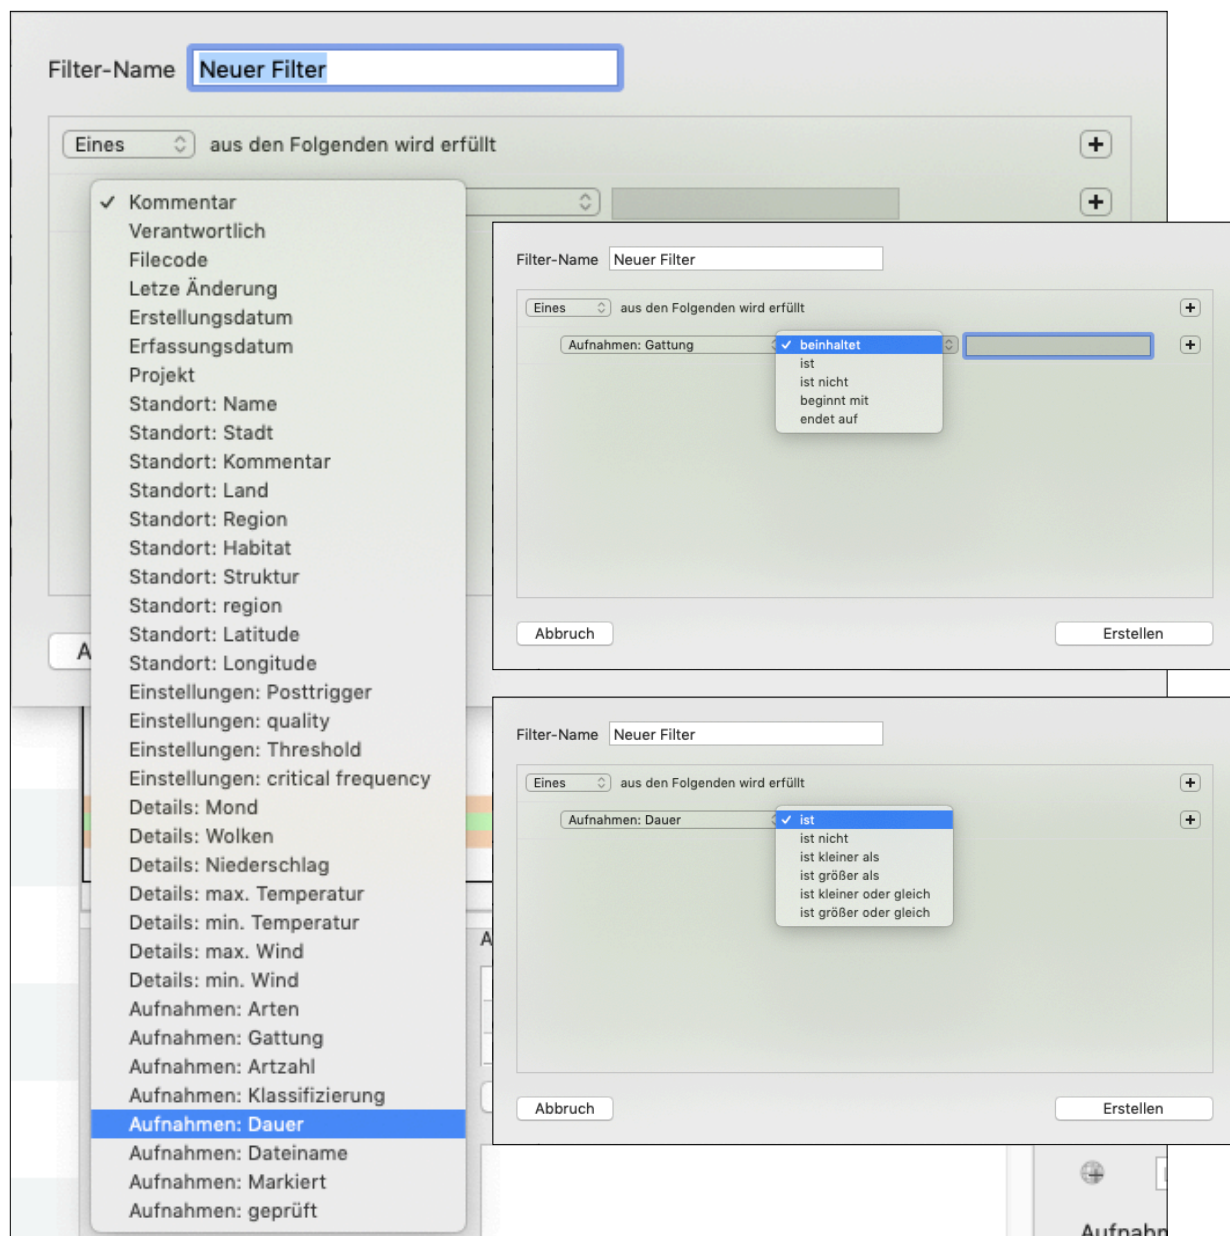 Filter-Name Neuer Filter
Eines aus den Folgenden wird erfüllt
✓ Kommentar
Verantwortlich
Filecode
Letze Änderung
Erstellungsdatum
Erfassungsdatum
Projekt
Standort: Name
Standort: Stadt
Standort: Kommentar
Standort: Land
Standort: Region
Standort: Habitat
Standort: Struktur
Standort: region
Standort: Latitude
Standort: Longitude
Einstellungen: Posttrigger
Einstellungen: quality
Einstellungen: Threshold
Einstellungen: critical frequency
Details: Mond
Details: Wolken
Details: Niederschlag
Details: max. Temperatur
Details: min. Temperatur
Details: max. Wind
Details: min. Wind
Aufnahmen: Arten
Aufnahmen: Gattung
Aufnahmen: Artzahl
Aufnahmen: Klassifizierung
Aufnahmen: Dauer
Aufnahmen: Dateiname
Aufnahmen: Markiert
Aufnahmen: geprüft
Filter-Name Neuer Filter
Eines aus den Folgenden wird erfüllt
Aufnahmen: Gattung ✓ beinhaltet
ist
ist nicht
beginnt mit
endet auf
Abbruch Erstellen
Filter-Name Neuer Filter
Eines aus den Folgenden wird erfüllt
Aufnahmen: Dauer ✓ ist
ist nicht
ist kleiner als
ist größer als
ist kleiner oder gleich
ist größer oder gleich
Abbruch Erstellen